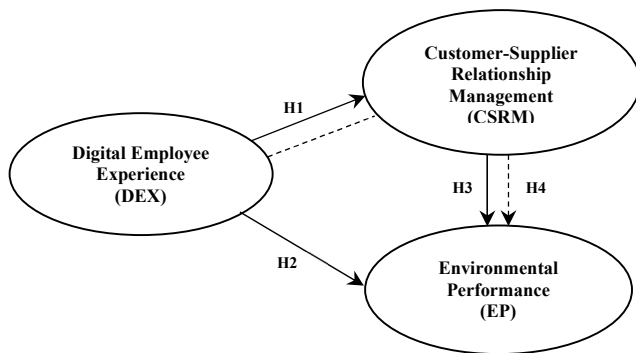 Customer-Supplier
Relationship
Management
(CSRM)
H1
Digital Employee
Experience
(DEX)
H3
H4
H2
Environmental
Performance
(EP)